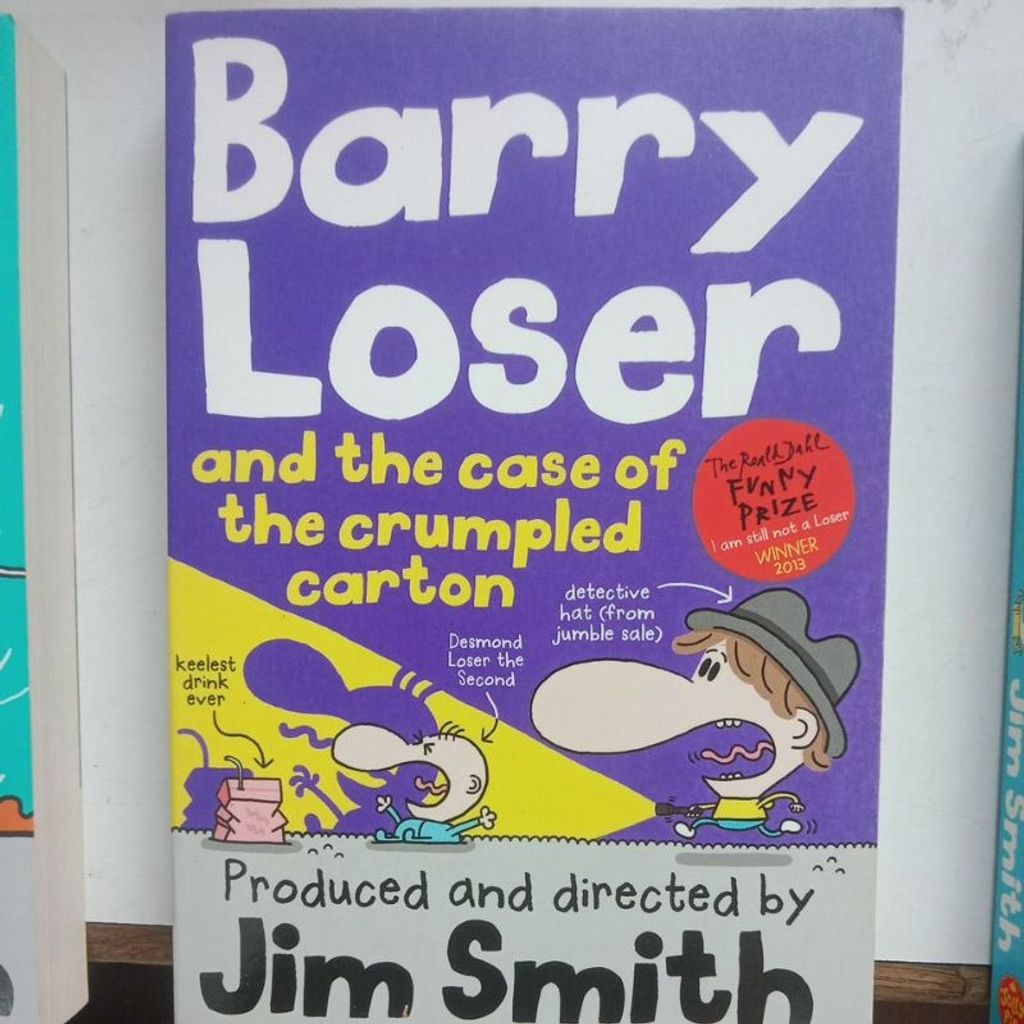 Barry
Loser
and the case of
the crumpled
carton
The Roald Dahl
FUNNY
PRIZE
I am still not a Loser
WINNER
2013
detective
hat (from
jumble sale)
Desmond
Loser the
Second
keelest
drink
ever
Produced and directed by
Jim Smith
Jim Smith